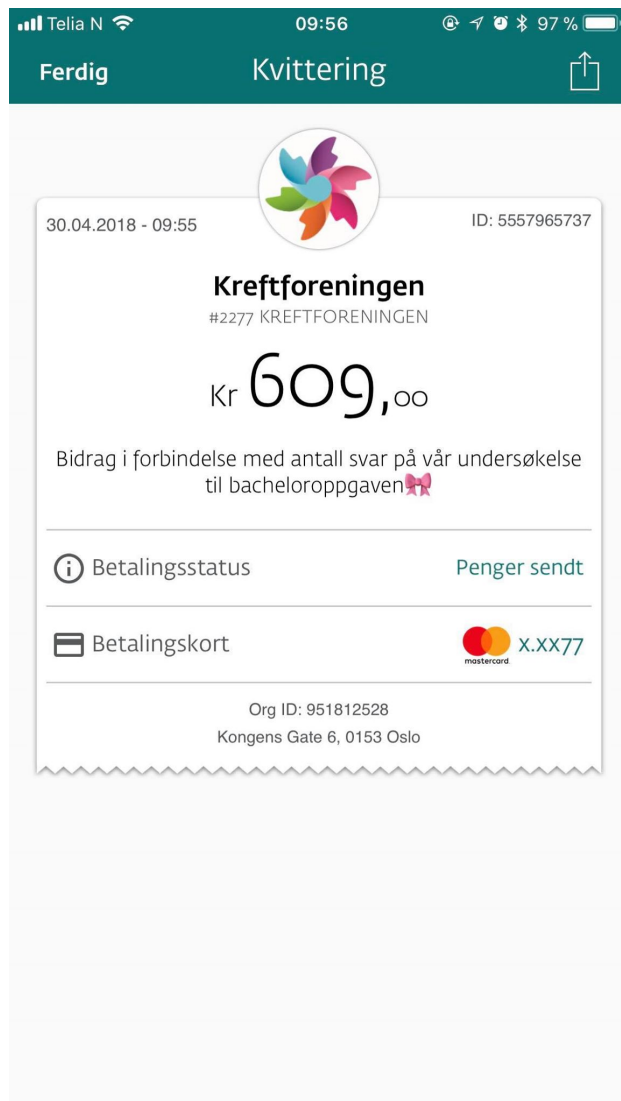 Telia N 09:56 97 %
Ferdig Kvittering
30.04.2018 - 09:55 ID: 5557965737
Kreftforeningen
#2277 KREFTFORENINGEN
Kr 609,00
Bidrag i forbindelse med antall svar på vår undersøkelse
til bacheloroppgaven🎀
Betalingsstatus Penger sendt
Betalingskort mastercard. x.xx77
Org ID: 951812528
Kongens Gate 6, 0153 Oslo